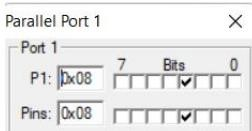 Parallel Port 1
Port 1
7 Bits 0
P1: 0x08
Pins: 0x08